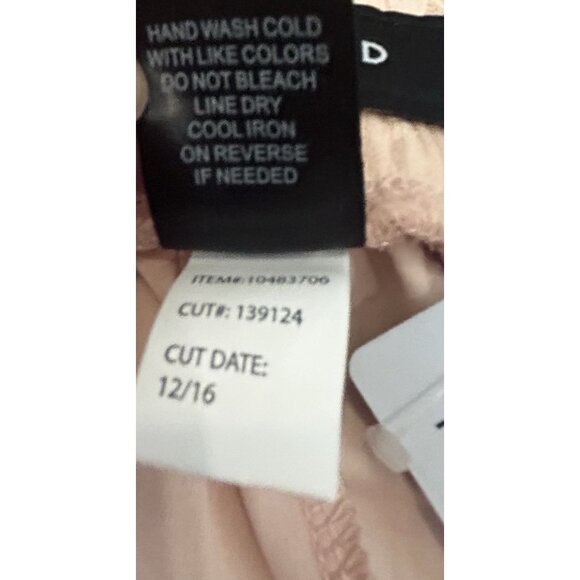 HAND WASH COLD
WITH LIKE COLORS
DO NOT BLEACH
LINE DRY
COOL IRON
ON REVERSE
IF NEEDED
D
ITEM#:10483706
CUT#: 139124
CUT DATE:
12/16